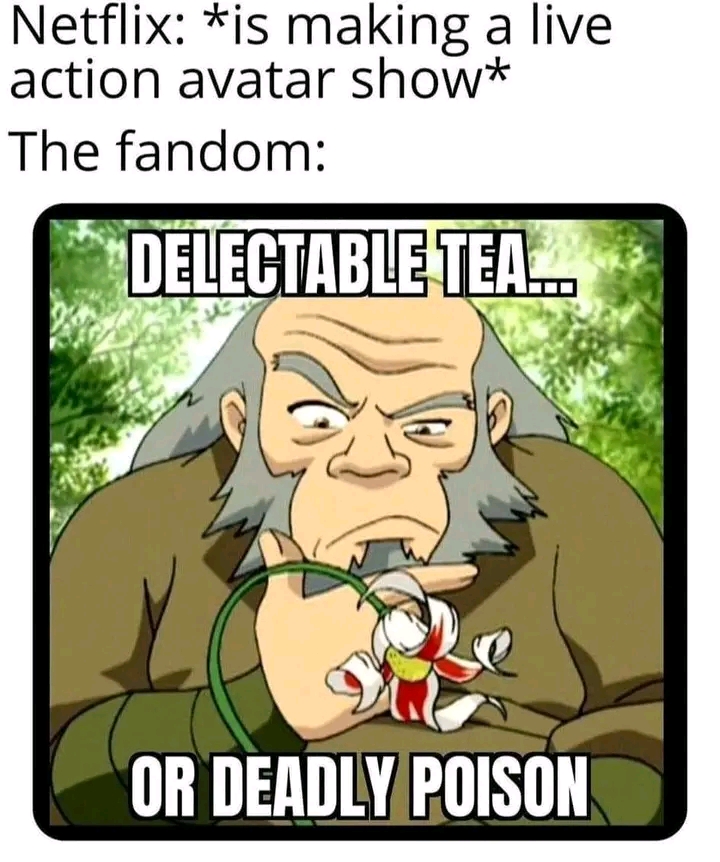 Netflix: *is making a live
action avatar show*
The fandom:
DELECTABLE TEA...
OR DEADLY POISON